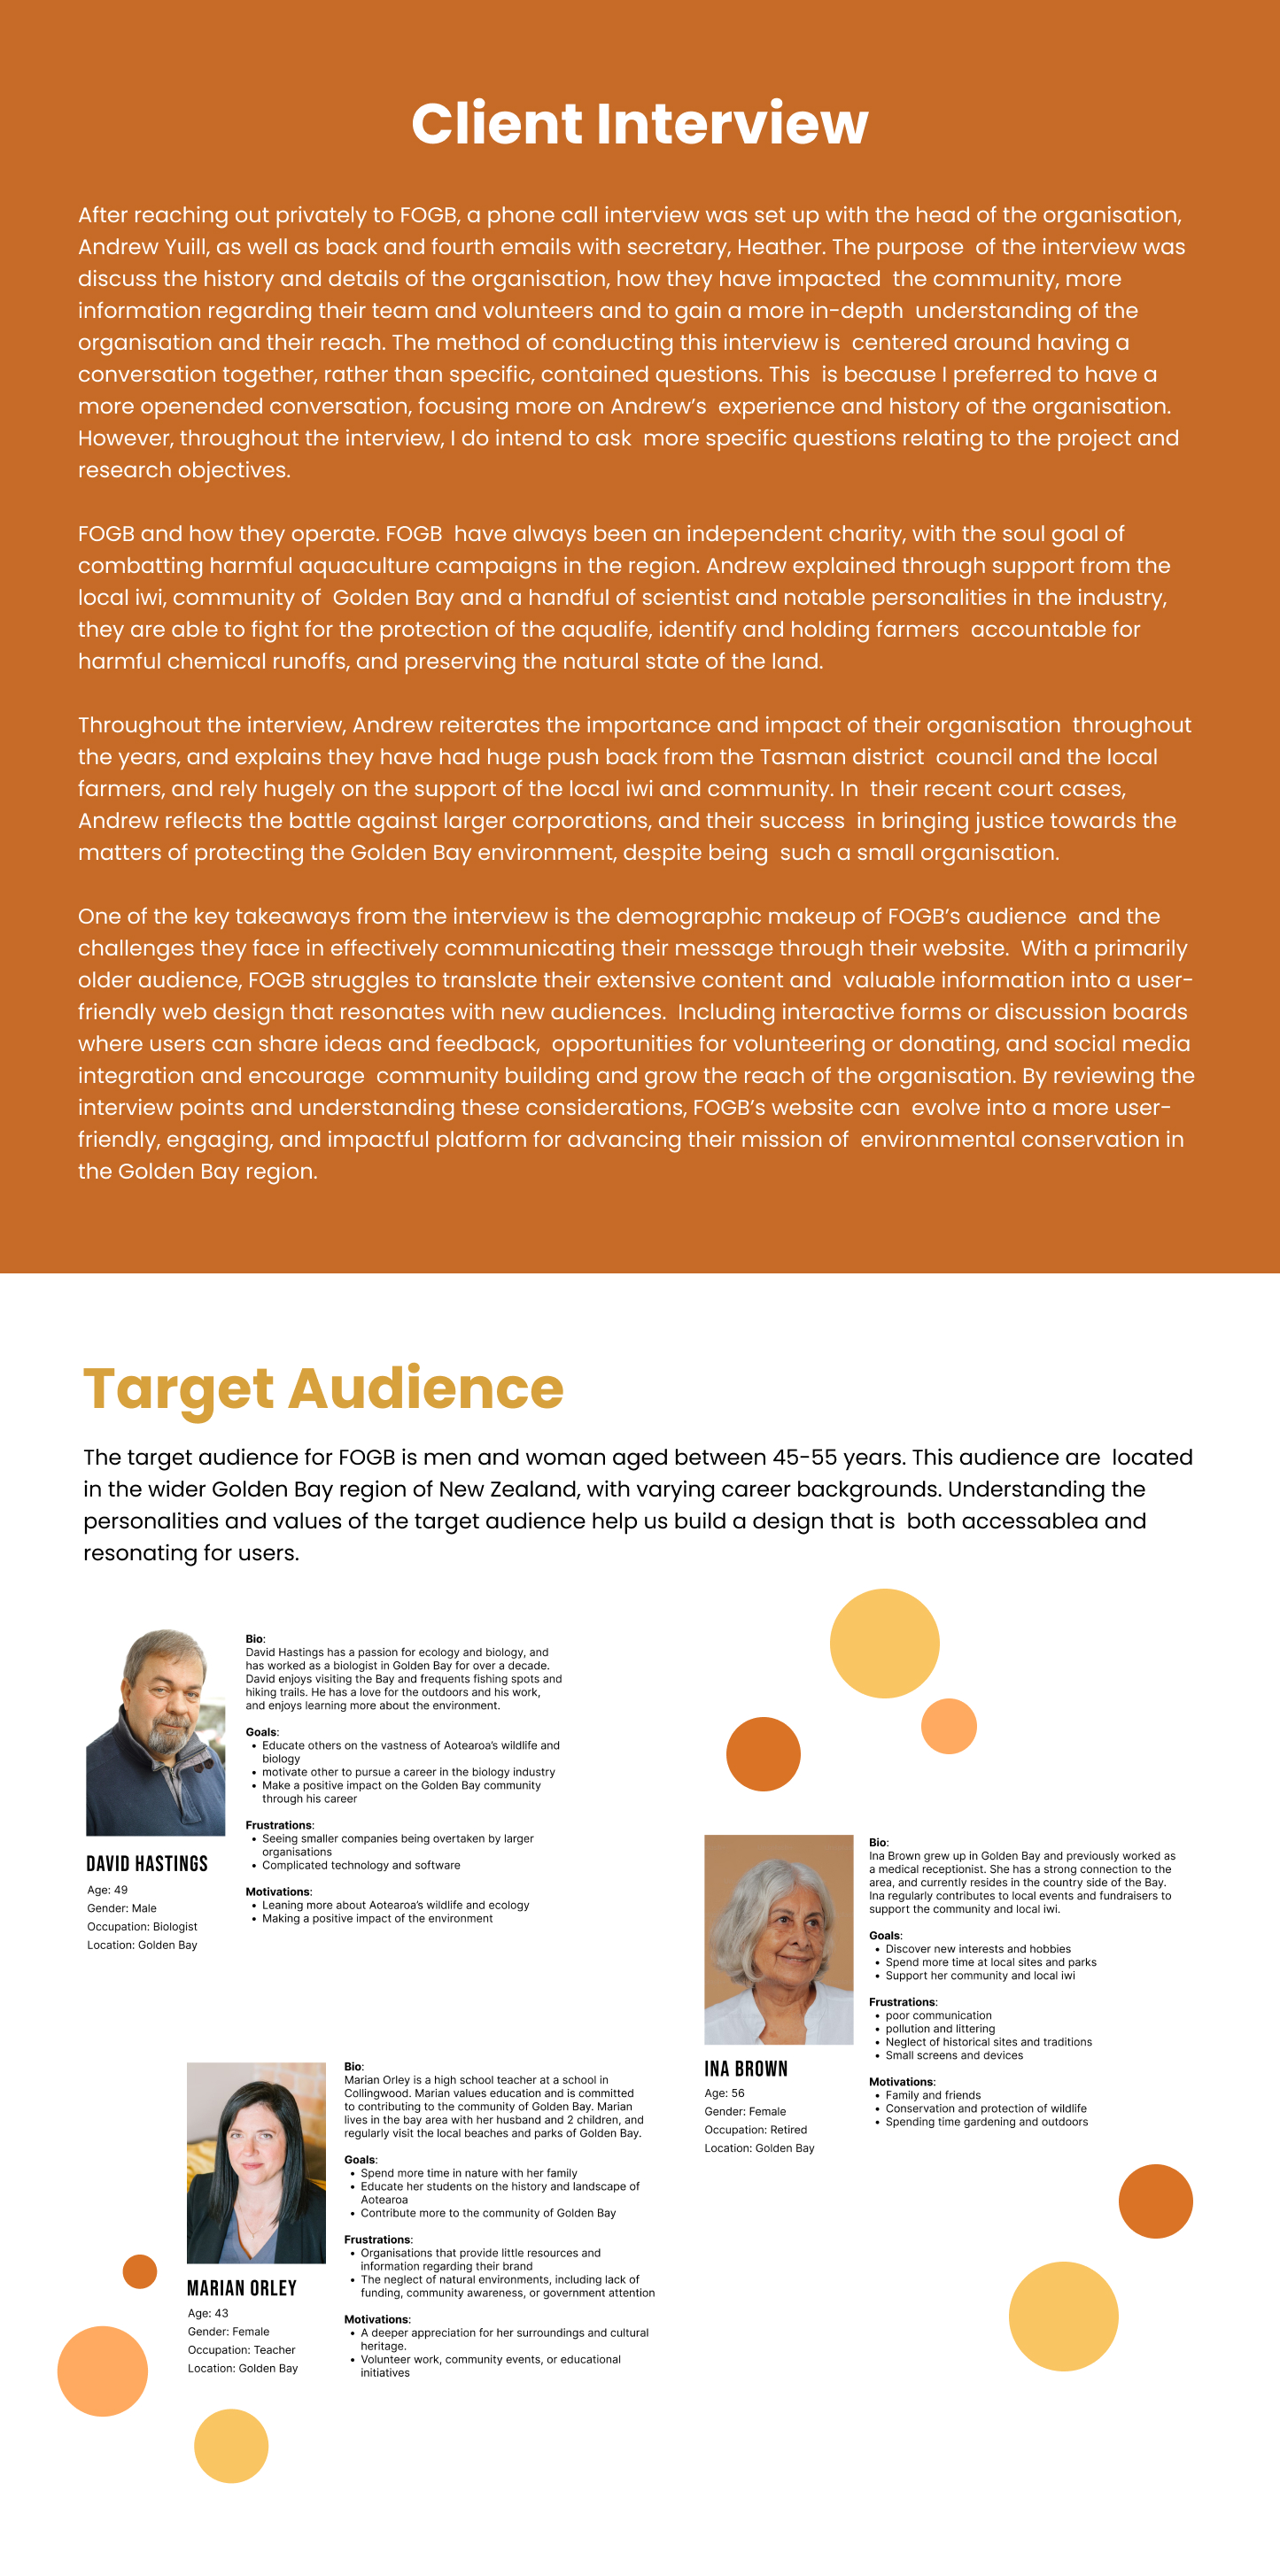 Client Interview
After reaching out privately to FOGB, a phone call interview was set up with the head of the organisation,
Andrew Yuill, as well as back and fourth emails with secretary, Heather. The purpose of the interview was
discuss the history and details of the organisation, how they have impacted the community, more
information regarding their team and volunteers and to gain a more in-depth understanding of the
organisation and their reach. The method of conducting this interview is centered around having a
conversation together, rather than specific, contained questions. This is because I preferred to have a
more openended conversation, focusing more on Andrew's experience and history of the organisation.
However, throughout the interview, I do intend to ask more specific questions relating to the project and
research objectives.
FOGB and how they operate. FOGB have always been an independent charity, with the soul goal of
combatting harmful aquaculture campaigns in the region. Andrew explained through support from the
local iwi, community of Golden Bay and a handful of scientist and notable personalities in the industry,
they are able to fight for the protection of the aqualife, identify and holding farmers accountable for
harmful chemical runoffs, and preserving the natural state of the land.
Throughout the interview, Andrew reiterates the importance and impact of their organisation throughout
the years, and explains they have had huge push back from the Tasman district council and the local
farmers, and rely hugely on the support of the local iwi and community. In their recent court cases,
Andrew reflects the battle against larger corporations, and their success in bringing justice towards the
matters of protecting the Golden Bay environment, despite being such a small organisation.
One of the key takeaways from the interview is the demographic makeup of FOGB's audience and the
challenges they face in effectively communicating their message through their website. With a primarily
older audience, FOGB struggles to translate their extensive content and valuable information into a user-
friendly web design that resonates with new audiences. Including interactive forms or discussion boards
where users can share ideas and feedback, opportunities for volunteering or donating, and social media
integration and encourage community building and grow the reach of the organisation. By reviewing the
interview points and understanding these considerations, FOGB's website can evolve into a more user-
friendly, engaging, and impactful platform for advancing their mission of environmental conservation in
the Golden Bay region.
Target Audience
The target audience for FOGB is men and woman aged between 45-55 years. This audience are located
in the wider Golden Bay region of New Zealand, with varying career backgrounds. Understanding the
personalities and values of the target audience help us build a design that is both accessablea and
resonating for users.
Bio:
David Hastings has a passion for ecology and biology, and
has worked as a biologist in Golden Bay for over a decade.
David enjoys visiting the Bay and frequents fishing spots and
hiking trails. He has a love for the outdoors and his work,
and enjoys learning more about the environment.
Goals:
• Educate others on the vastness of Aotearoa's wildlife and
biology
• motivate other to pursue a career in the biology industry
• Make a positive impact on the Golden Bay community
through his career
Frustrations:
• Seeing smaller companies being overtaken by larger
organisations
• Complicated technology and software
Motivations:
• Leaning more about Aotearoa's wildlife and ecology
• Making a positive impact of the environment
DAVID HASTINGS
Age: 49
Gender: Male
Occupation: Biologist
Location: Golden Bay
Bio:
Ina Brown grew up in Golden Bay and previously worked as
a medical receptionist. She has a strong connection to the
area, and currently resides in the country side of the Bay.
Ina regularly contributes to local events and fundraisers to
support the community and local iwi.
Goals:
• Discover new interests and hobbies
• Spend more time at local sites and parks
• Support her community and local iwi
Frustrations:
• poor communication
• pollution and littering
• Neglect of historical sites and traditions
• Small screens and devices
Motivations:
• Family and friends
• Conservation and protection of wildlife
• Spending time gardening and outdoors
INA BROWN
Age: 56
Gender: Female
Occupation: Retired
Location: Golden Bay
Bio:
Marian Orley is a high school teacher at a school in
Collingwood. Marian values education and is committed
to contributing to the community of Golden Bay. Marian
lives in the bay area with her husband and 2 children, and
regularly visit the local beaches and parks of Golden Bay.
Goals:
• Spend more time in nature with her family
• Educate her students on the history and landscape of
Aotearoa
• Contribute more to the community of Golden Bay
Frustrations:
• Organisations that provide little resources and
information regarding their brand
• The neglect of natural environments, including lack of
funding, community awareness, or government attention
Motivations:
• A deeper appreciation for her surroundings and cultural
heritage.
• Volunteer work, community events, or educational
initiatives
MARIAN ORLEY
Age: 43
Gender: Female
Occupation: Teacher
Location: Golden Bay